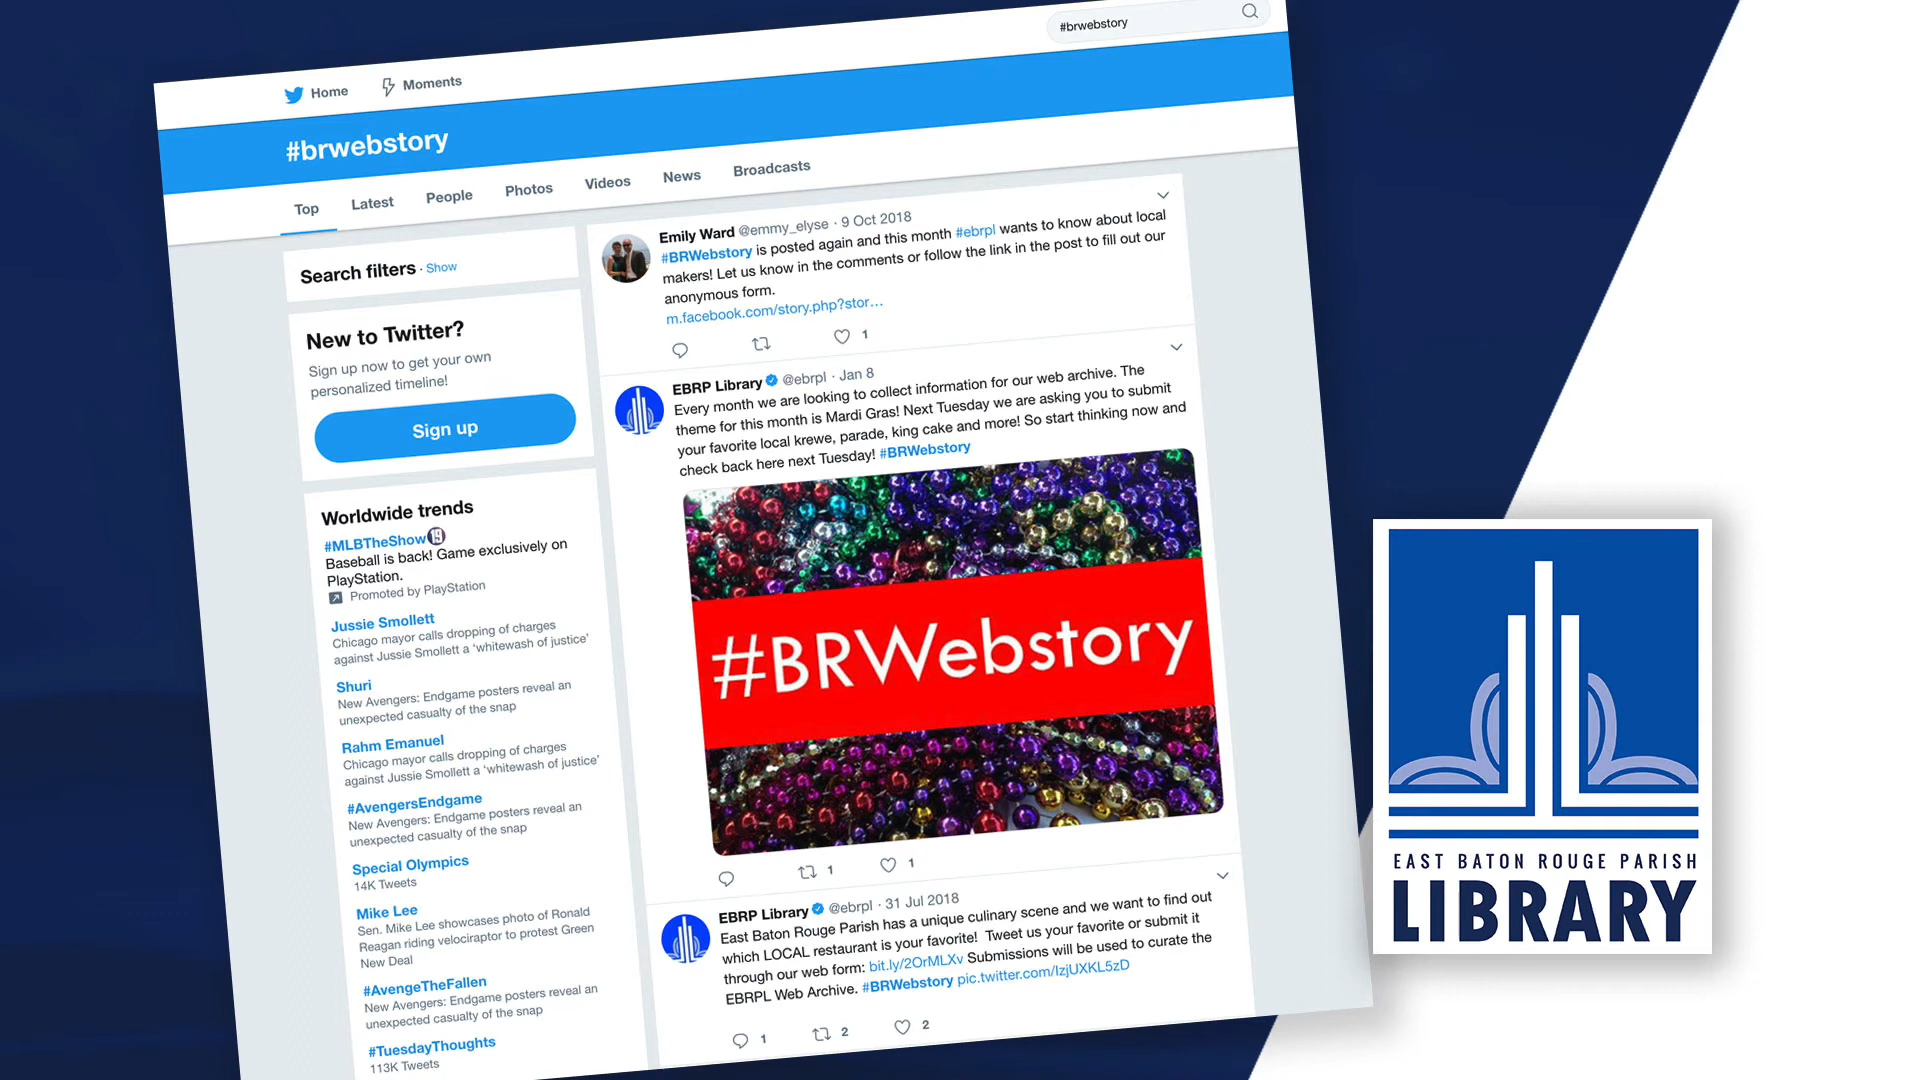 #brwebstory
Home
Moments
#brwebstory
Top
Latest
People
Photos
Videos
News
Broadcasts
Search filters · Show
New to Twitter?
Sign up now to get your own
personalized timeline!
Sign up
Worldwide trends
#MLBTheShow
Baseball is back! Game exclusively on
PlayStation.
Promoted by PlayStation
Jussie Smollett
Chicago mayor calls dropping of charges
against Jussie Smollett a ‘whitewash of justice’
Shuri
New Avengers: Endgame posters reveal an
unexpected casualty of the snap
Rahm Emanuel
Chicago mayor calls dropping of charges
against Jussie Smollett a ‘whitewash of justice’
#AvengersEndgame
New Avengers: Endgame posters reveal an
unexpected casualty of the snap
Special Olympics
14K Tweets
Mike Lee
Sen. Mike Lee showcases photo of Ronald
Reagan riding velociraptor to protest Green
New Deal
#AvengeTheFallen
New Avengers: Endgame posters reveal an
unexpected casualty of the snap
#TuesdayThoughts
113K Tweets
Emily Ward @emmy_elyse · 9 Oct 2018
#BRWebstory is posted again and this month #ebrpl wants to know about local
makers! Let us know in the comments or follow the link in the post to fill out our
anonymous form.
m.facebook.com/story.php?stor…
1
EBRP Library @ebrpl · Jan 8
Every month we are looking to collect information for our web archive. The
theme for this month is Mardi Gras! Next Tuesday we are asking you to submit
your favorite local krewe, parade, king cake and more! So start thinking now and
check back here next Tuesday! #BRWebstory
#BRWebstory
1 1
EBRP Library @ebrpl · 31 Jul 2018
East Baton Rouge Parish has a unique culinary scene and we want to find out
which LOCAL restaurant is your favorite! Tweet us your favorite or submit it
through our web form: bit.ly/2OrMLXv Submissions will be used to curate the
EBRPL Web Archive. #BRWebstory pic.twitter.com/IzjUXKL5zD
1 2 2
EAST BATON ROUGE PARISH
LIBRARY